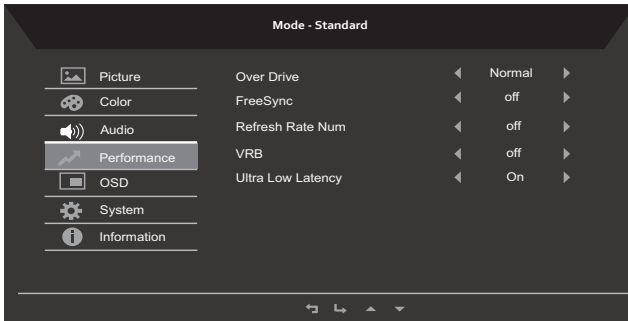 Mode - Standard
Picture
Color
Audio
Performance
OSD
System
Information
Over Drive Normal
FreeSync off
Refresh Rate Num off
VRB off
Ultra Low Latency On